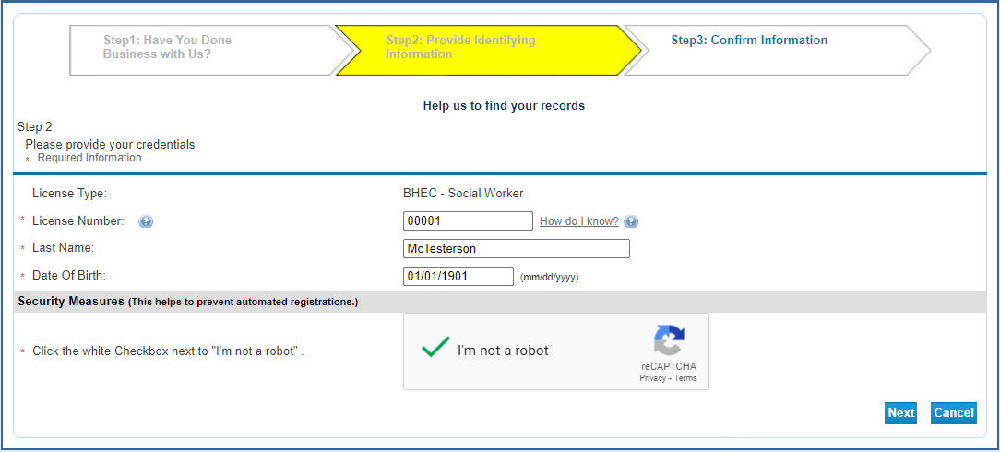 Step1: Have You Done
Business with Us?
Step2: Provide Identifying
Information
Step3: Confirm Information
Help us to find your records
Step 2
Please provide your credentials
* Required Information
License Type: BHEC - Social Worker
* License Number: ? 00001 How do I know? ?
* Last Name: McTesterson
* Date Of Birth: 01/01/1901 (mm/dd/yyyy)
Security Measures (This helps to prevent automated registrations.)
* Click the white Checkbox next to "I'm not a robot" .
I'm not a robot
reCAPTCHA
Privacy - Terms
Next Cancel